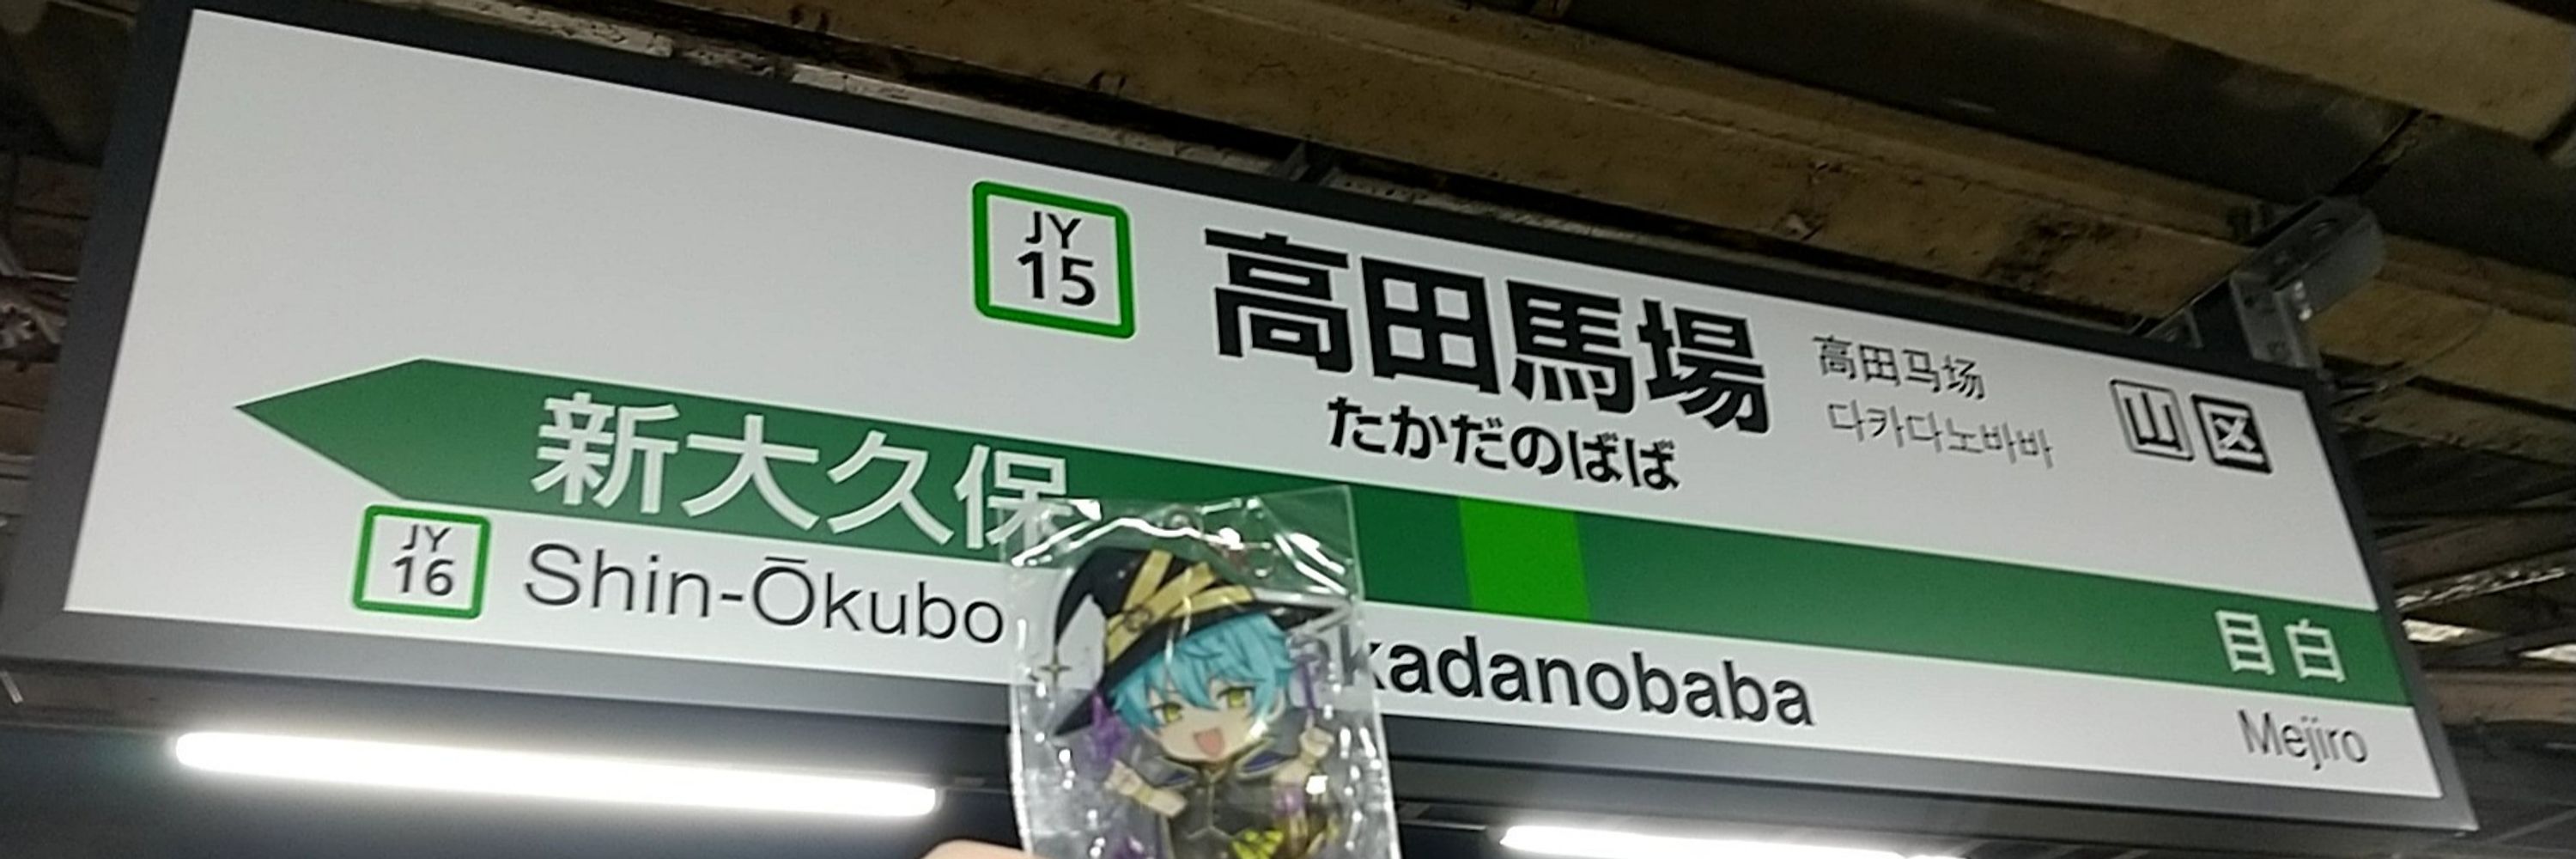 JY
15
高田馬場
たかだのばば
高田马场
다카다노바바
山 区
新大久保
目白
JY
16
Shin-Ōkubo
kadanobaba
Mejiro